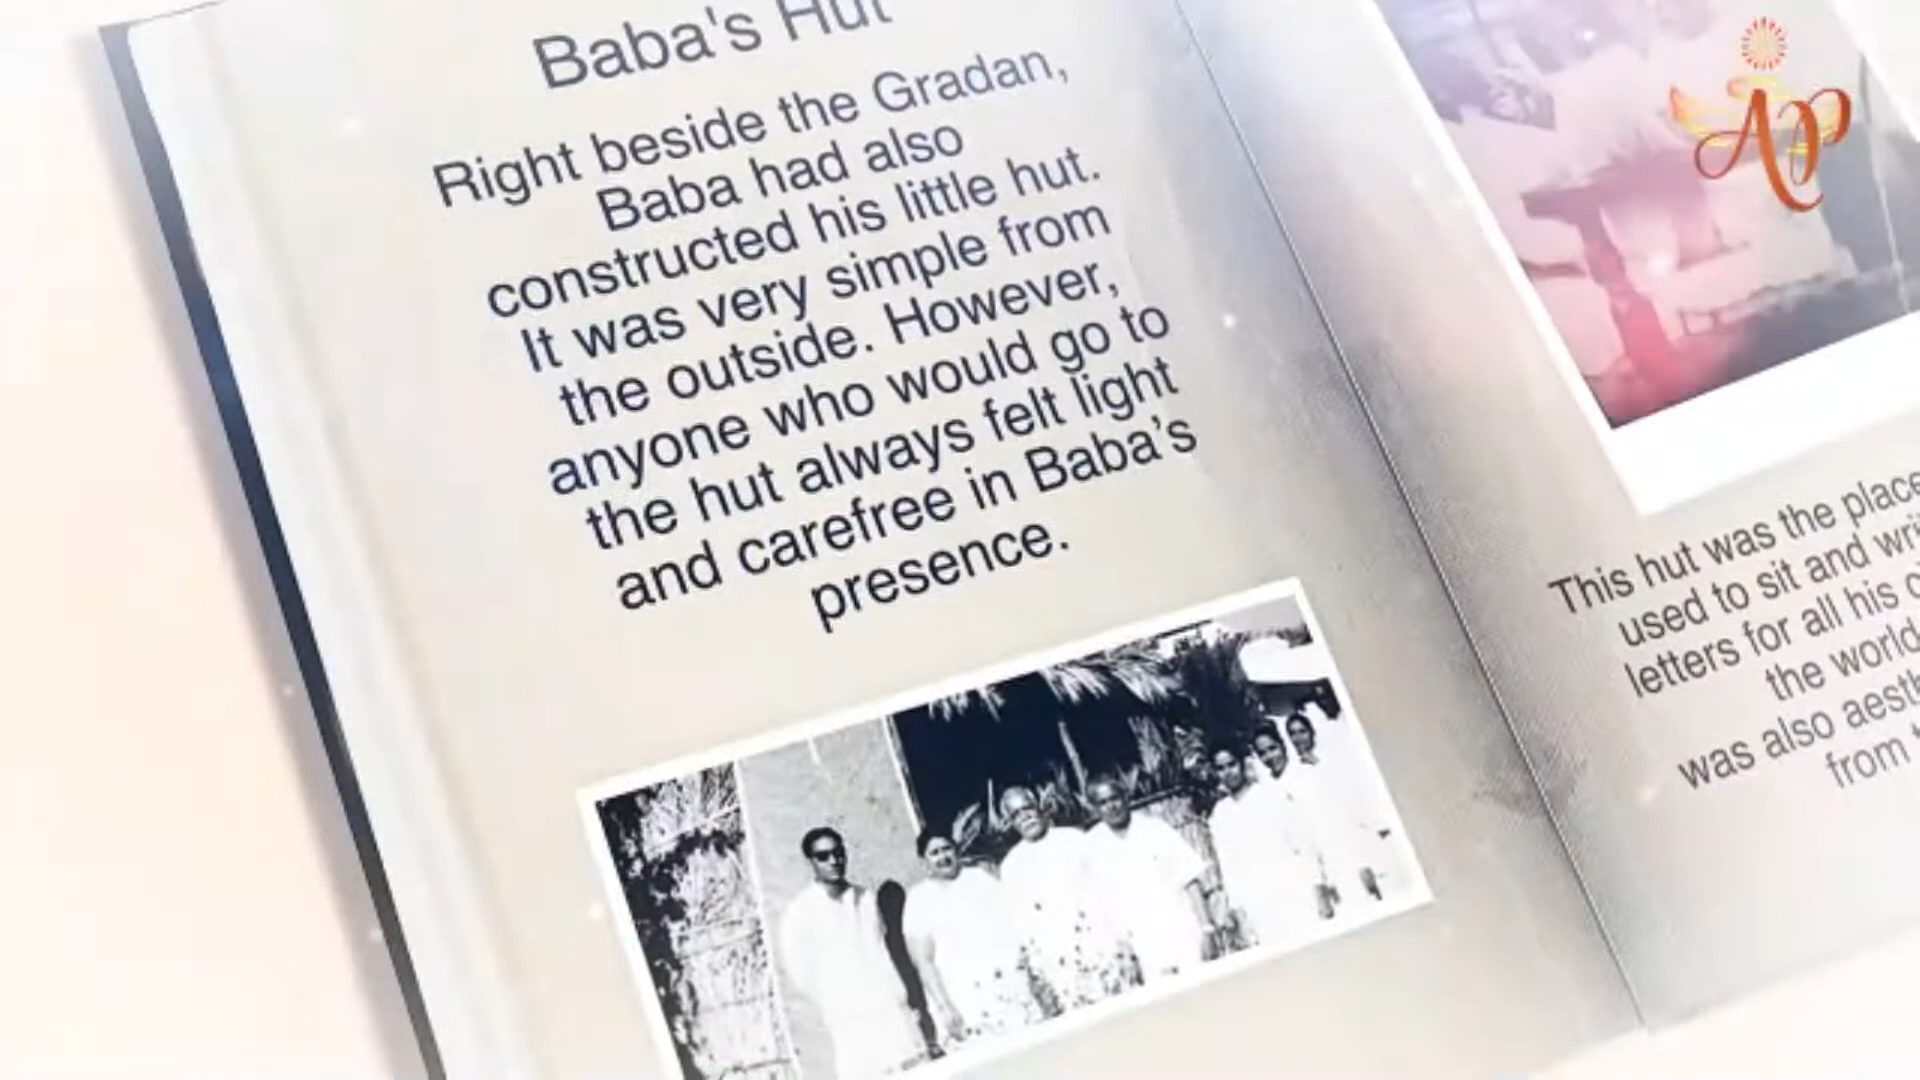 Baba's Hut
Right beside the Gradan,
Baba had also
constructed his little hut.
It was very simple from
the outside. However,
anyone who would go to
the hut always felt light
and carefree in Baba’s
presence.
AP
This hut was the place
used to sit and
letters for all his
the world
was also
from